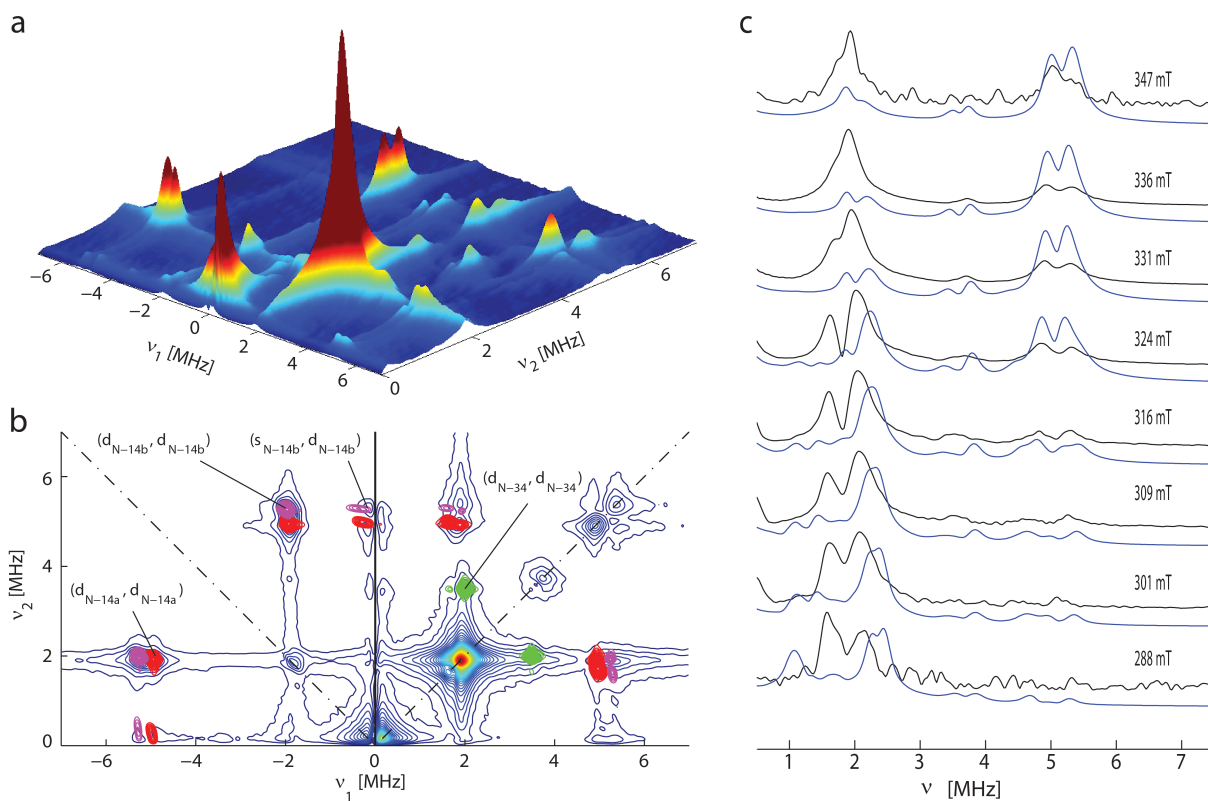 a
−6
−4
−2
0
2
4
6
ν1 [MHz]
0
2
4
6
ν2 [MHz]
b
(dN−14b, dN−14b)
(sN−14b, dN−14b)
(dN−34, dN−34)
(dN−14a, dN−14a)
6
4
2
0
ν2 [MHz]
−6
−4
−2
0
2
4
6
ν1 [MHz]
c
347 mT
336 mT
331 mT
324 mT
316 mT
309 mT
301 mT
288 mT
1 2 3 4 5 6 7
ν [MHz]